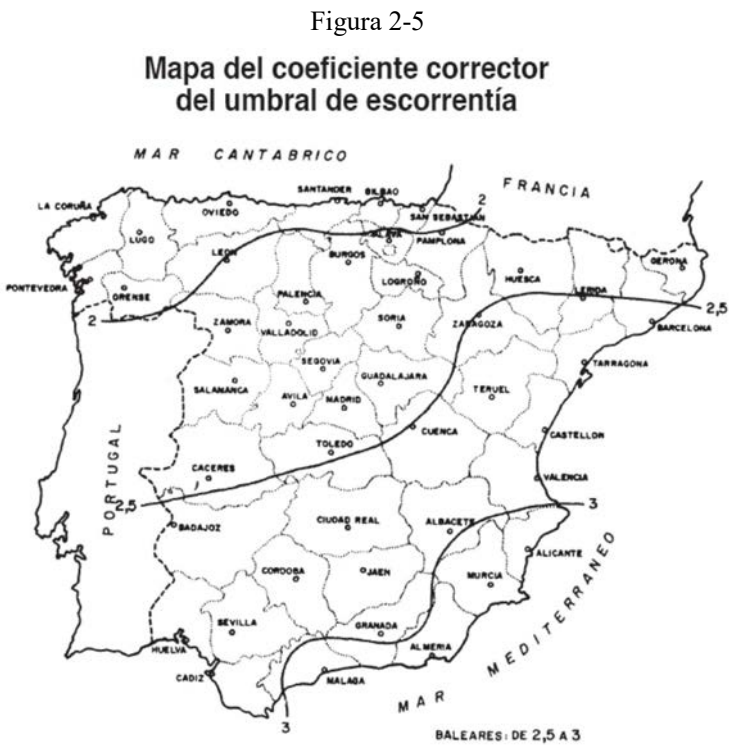 Figura 2-5
Mapa del coeficiente corrector
del umbral de escorrentía
MAR CANTABRICO
FRANCIA
SANTANDER
BILBAO
2
LA CORUÑA
OVIEDO
SAN SEBASTIAN
LUGO
ALAVA
PAMPLONA
LEON
BURGOS
GERONA
HUESCA
LOGROÑO
PONTEVEDRA
ORENSE
PALENCIA
LERIDA
2
ZAMORA
VALLADOLID
SORIA
ZARAGOZA
2,5
BARCELONA
SEGOVIA
TARRAGONA
SALAMANCA
GUADALAJARA
TERUEL
AVILA
MADRID
PORTUGAL
TOLEDO
CUENCA
CASTELLON
CACERES
VALENCIA
2,5
BADAJOZ
CIUDAD REAL
ALBACETE
3
ALICANTE
CORDOBA
JAEN
MURCIA
SEVILLA
GRANADA
HUELVA
ALMERIA
CADIZ
MALAGA
MAR MEDITERRANEO
3
BALEARES: DE 2,5 A 3